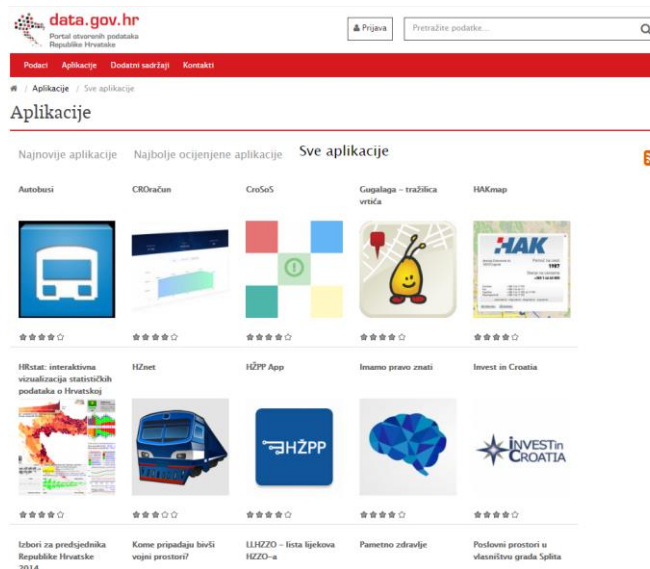 data.gov.hr
Portal otvorenih podataka
Republike Hrvatske
Prijava
Pretražite podatke...
Podaci Aplikacije Dodatni sadržaji Kontakti
/ Aplikacije / Sve aplikacije
Aplikacije
Najnovije aplikacije Najbolje ocijenjene aplikacije Sve aplikacije
Autobusi CROračun CroSoS Gugalaga – tražilica HAKmap
vrtića
HAK
1987
HRstat: interaktivna HZnet HŽPP App Imamo pravo znati Invest in Croatia
vizualizacija statističkih
podataka o Hrvatskoj
HŽPP
INVESTin
CROATIA
Izbori za predsjednika Kome pripadaju bivši LLHZZO – lista lijekova Pametno zdravlje Poslovni prostori u
Republike Hrvatske vojni prostori? HZZO-a vlasništvu grada Splita
2014